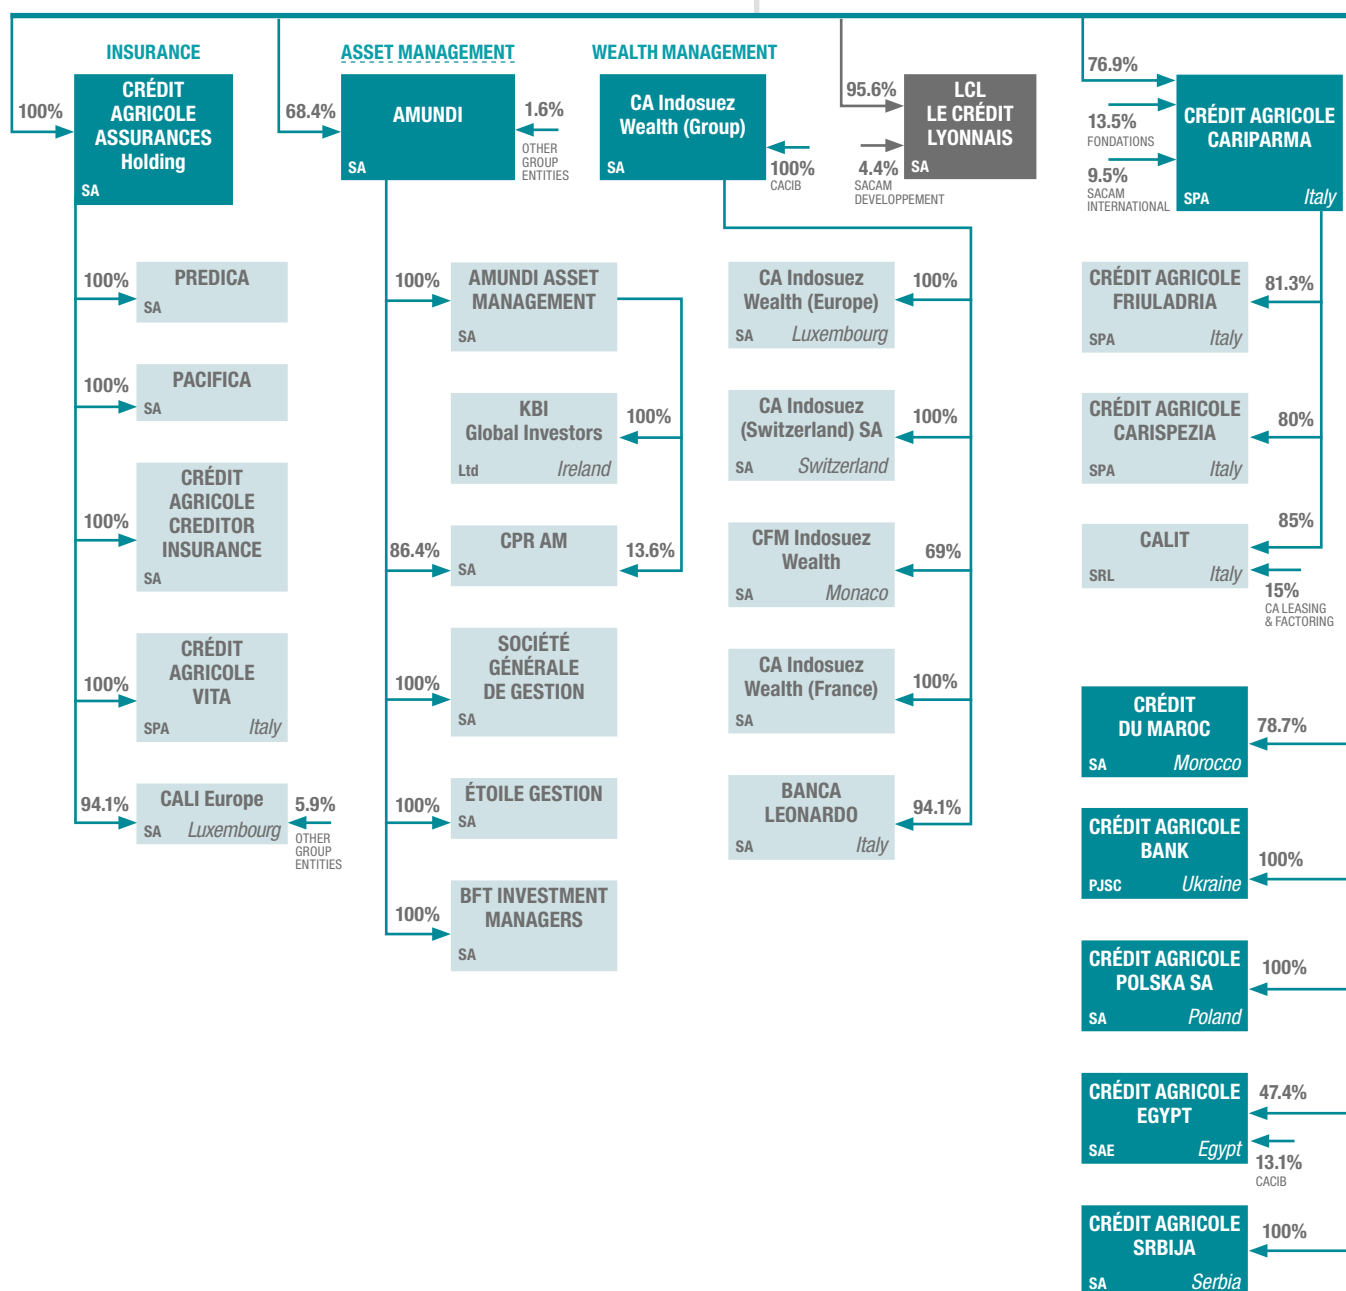 INSURANCE
100%
CRÉDIT
AGRICOLE
ASSURANCES
Holding
SA
100%
PREDICA
SA
100%
PACIFICA
SA
100%
CRÉDIT
AGRICOLE
CREDITOR
INSURANCE
SA
100%
CRÉDIT
AGRICOLE
VITA
SPA Italy
94.1%
CALI Europe
SA Luxembourg
5.9%
OTHER
GROUP
ENTITIES
ASSET MANAGEMENT
68.4%
AMUNDI
SA
1.6%
OTHER
GROUP
ENTITIES
100%
AMUNDI ASSET
MANAGEMENT
SA
KBI
Global Investors
Ltd Ireland
100%
86.4%
CPR AM
SA
13.6%
100%
SOCIÉTÉ
GÉNÉRALE
DE GESTION
SA
100%
ÉTOILE GESTION
SA
100%
BFT INVESTMENT
MANAGERS
SA
WEALTH MANAGEMENT
CA Indosuez
Wealth (Group)
SA
100%
CACIB
CA Indosuez
Wealth (Europe)
SA Luxembourg
100%
CA Indosuez
(Switzerland) SA
SA Switzerland
100%
CFM Indosuez
Wealth
SA Monaco
69%
CA Indosuez
Wealth (France)
SA
100%
BANCA
LEONARDO
SA Italy
94.1%
95.6%
LCL
LE CRÉDIT
LYONNAIS
SA
4.4%
SACAM
DEVELOPPEMENT
76.9%
13.5%
FONDATIONS
9.5%
SACAM
INTERNATIONAL
CRÉDIT AGRICOLE
CARIPARMA
SPA Italy
CRÉDIT AGRICOLE
FRIULADRIA
SPA Italy
81.3%
CRÉDIT AGRICOLE
CARISPEZIA
SPA Italy
80%
CALIT
SRL Italy
85%
15%
CA LEASING
& FACTORING
CRÉDIT
DU MAROC
SA Morocco
78.7%
CRÉDIT AGRICOLE
BANK
PJSC Ukraine
100%
CRÉDIT AGRICOLE
POLSKA SA
SA Poland
100%
CRÉDIT AGRICOLE
EGYPT
SAE Egypt
47.4%
13.1%
CACIB
CRÉDIT AGRICOLE
SRBIJA
SA Serbia
100%